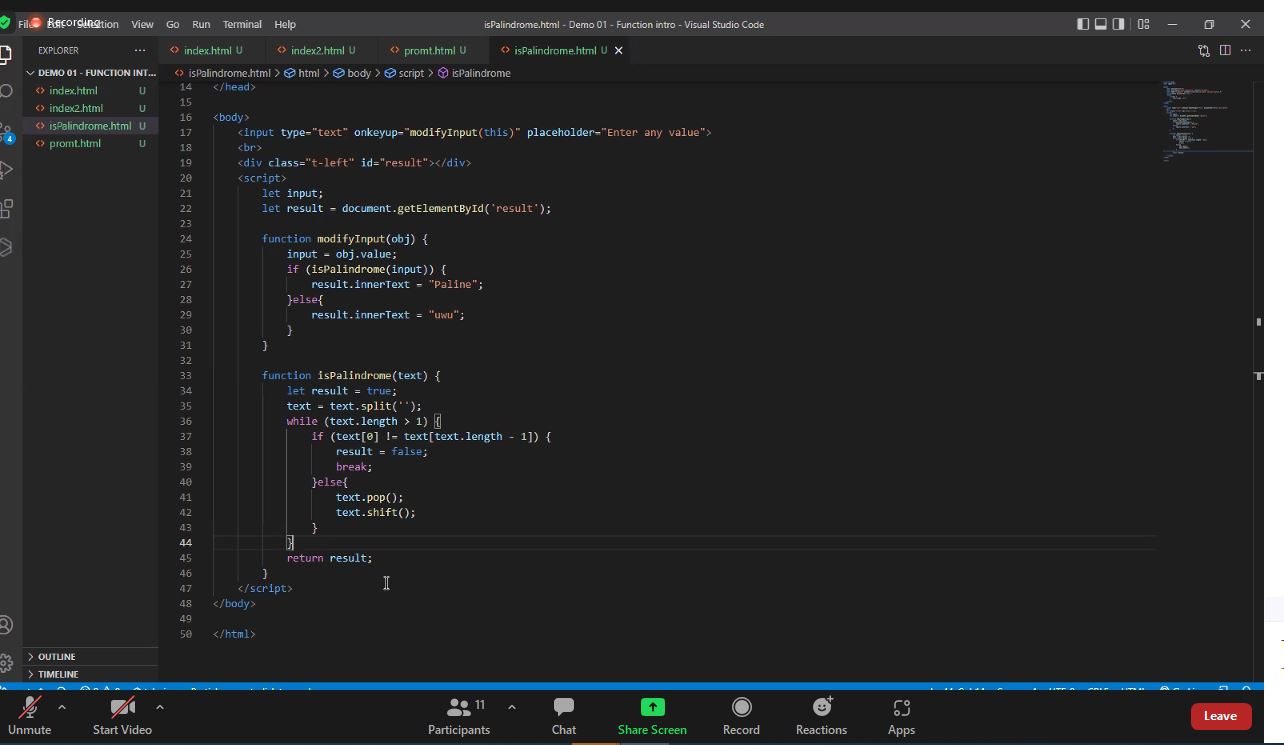 Recording
File Edit Selection View Go Run Terminal Help
isPalindrome.html - Demo 01 - Function intro - Visual Studio Code
EXPLORER ...
index.html U
index2.html U
promt.html U
isPalindrome.html U
DEMO 01 - FUNCTION INT...
isPalindrome.html > html > body > script > isPalindrome
index.html U
index2.html U
isPalindrome.html U
promt.html U
4
14 </head>
15
16 <body>
17 <input type="text" onkeyup="modifyInput(this)" placeholder="Enter any value">
18 <br>
19 <div class="t-left" id="result"></div>
20 <script>
21 let input;
22 let result = document.getElementById('result');
23
24 function modifyInput(obj) {
25 input = obj.value;
26 if (isPalindrome(input)) {
27 result.innerText = "Paline";
28 }else{
29 result.innerText = "uwu";
30 }
31 }
32
33 function isPalindrome(text) {
34 let result = true;
35 text = text.split('');
36 while (text.length > 1) {
37 if (text[0] != text[text.length - 1]) {
38 result = false;
39 break;
40 }else{
41 text.pop();
42 text.shift();
43 }
44 }
45 return result;
46 }
47 </script>
48 </body>
49
50 </html>
OUTLINE
TIMELINE
11
Unmute
Start Video
Participants
Chat
Share Screen
Record
Reactions
Apps
Leave